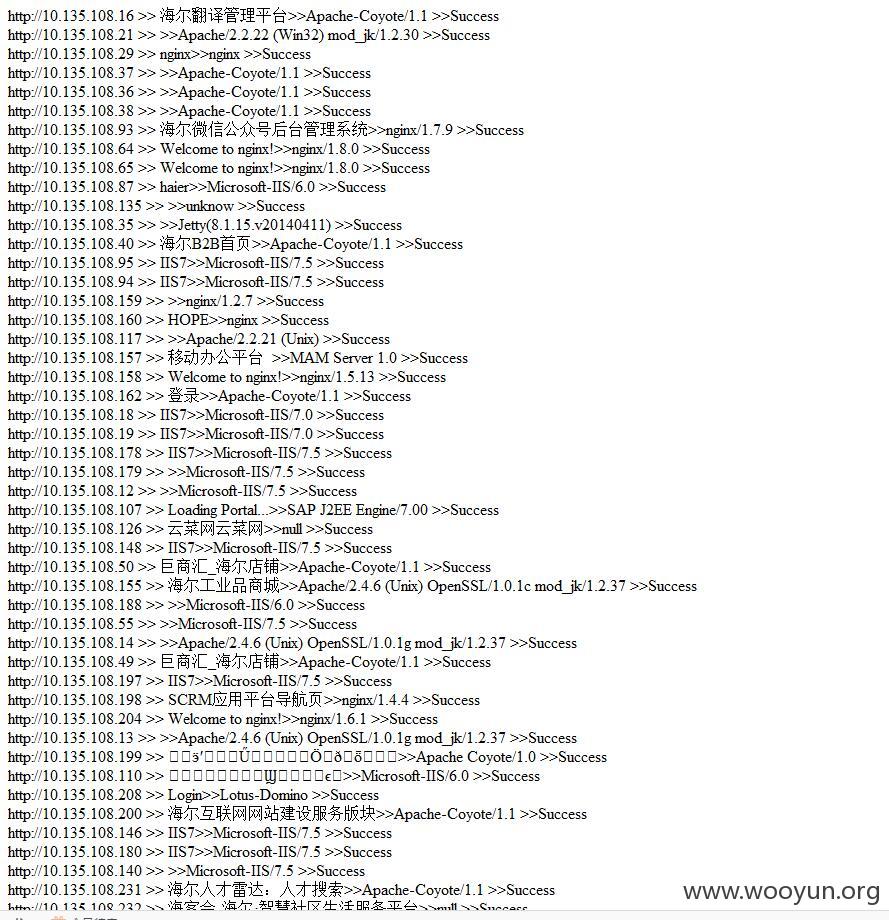 http://10.135.108.16 >> 海尔翻译管理平台>>Apache-Coyote/1.1 >>Success
http://10.135.108.21 >> >>Apache/2.2.22 (Win32) mod_jk/1.2.30 >>Success
http://10.135.108.29 >> nginx>>nginx >>Success
http://10.135.108.37 >> >>Apache-Coyote/1.1 >>Success
http://10.135.108.36 >> >>Apache-Coyote/1.1 >>Success
http://10.135.108.38 >> >>Apache-Coyote/1.1 >>Success
http://10.135.108.93 >> 海尔微信公众号后台管理系统>>nginx/1.7.9 >>Success
http://10.135.108.64 >> Welcome to nginx!>>nginx/1.8.0 >>Success
http://10.135.108.65 >> Welcome to nginx!>>nginx/1.8.0 >>Success
http://10.135.108.87 >> haier>>Microsoft-IIS/6.0 >>Success
http://10.135.108.135 >> >>unknow >>Success
http://10.135.108.35 >> >>Jetty(8.1.15.v20140411) >>Success
http://10.135.108.40 >> 海尔B2B首页>>Apache-Coyote/1.1 >>Success
http://10.135.108.95 >> IIS7>>Microsoft-IIS/7.5 >>Success
http://10.135.108.94 >> IIS7>>Microsoft-IIS/7.5 >>Success
http://10.135.108.159 >> >>nginx/1.2.7 >>Success
http://10.135.108.160 >> HOPE>>nginx >>Success
http://10.135.108.117 >> >>Apache/2.2.21 (Unix) >>Success
http://10.135.108.157 >> 移动办公平台 >>MAM Server 1.0 >>Success
http://10.135.108.158 >> Welcome to nginx!>>nginx/1.5.13 >>Success
http://10.135.108.162 >> 登录>>Apache-Coyote/1.1 >>Success
http://10.135.108.18 >> IIS7>>Microsoft-IIS/7.0 >>Success
http://10.135.108.19 >> IIS7>>Microsoft-IIS/7.0 >>Success
http://10.135.108.178 >> IIS7>>Microsoft-IIS/7.5 >>Success
http://10.135.108.179 >> >>Microsoft-IIS/7.5 >>Success
http://10.135.108.12 >> >>Microsoft-IIS/7.5 >>Success
http://10.135.108.107 >> Loading Portal...>>SAP J2EE Engine/7.00 >>Success
http://10.135.108.126 >> 云菜网云菜网>>null >>Success
http://10.135.108.148 >> IIS7>>Microsoft-IIS/7.5 >>Success
http://10.135.108.50 >> 巨商汇_海尔店铺>>Apache-Coyote/1.1 >>Success
http://10.135.108.155 >> 海尔工业品商城>>Apache/2.4.6 (Unix) OpenSSL/1.0.1c mod_jk/1.2.37 >>Success
http://10.135.108.188 >> >>Microsoft-IIS/6.0 >>Success
http://10.135.108.55 >> >>Microsoft-IIS/7.5 >>Success
http://10.135.108.14 >> >>Apache/2.4.6 (Unix) OpenSSL/1.0.1g mod_jk/1.2.37 >>Success
http://10.135.108.49 >> 巨商汇_海尔店铺>>Apache-Coyote/1.1 >>Success
http://10.135.108.197 >> IIS7>>Microsoft-IIS/7.5 >>Success
http://10.135.108.198 >> SCRM应用平台导航页>>nginx/1.4.4 >>Success
http://10.135.108.204 >> Welcome to nginx!>>nginx/1.6.1 >>Success
http://10.135.108.13 >> >>Apache/2.4.6 (Unix) OpenSSL/1.0.1g mod_jk/1.2.37 >>Success
http://10.135.108.199 >> >>Apache Coyote/1.0 >>Success
http://10.135.108.110 >> >>Microsoft-IIS/6.0 >>Success
http://10.135.108.208 >> Login>>Lotus-Domino >>Success
http://10.135.108.200 >> 海尔互联网网站建设服务版块>>Apache-Coyote/1.1 >>Success
http://10.135.108.146 >> IIS7>>Microsoft-IIS/7.5 >>Success
http://10.135.108.180 >> IIS7>>Microsoft-IIS/7.5 >>Success
http://10.135.108.140 >> >>Microsoft-IIS/7.5 >>Success
http://10.135.108.231 >> 海尔人才雷达：人才搜索>>Apache-Coyote/1.1 >>Success
http://10.135.108.232 >> 海客会-海尔·智慧社区生活服务平台>>null >>Success
www.wooyun.org